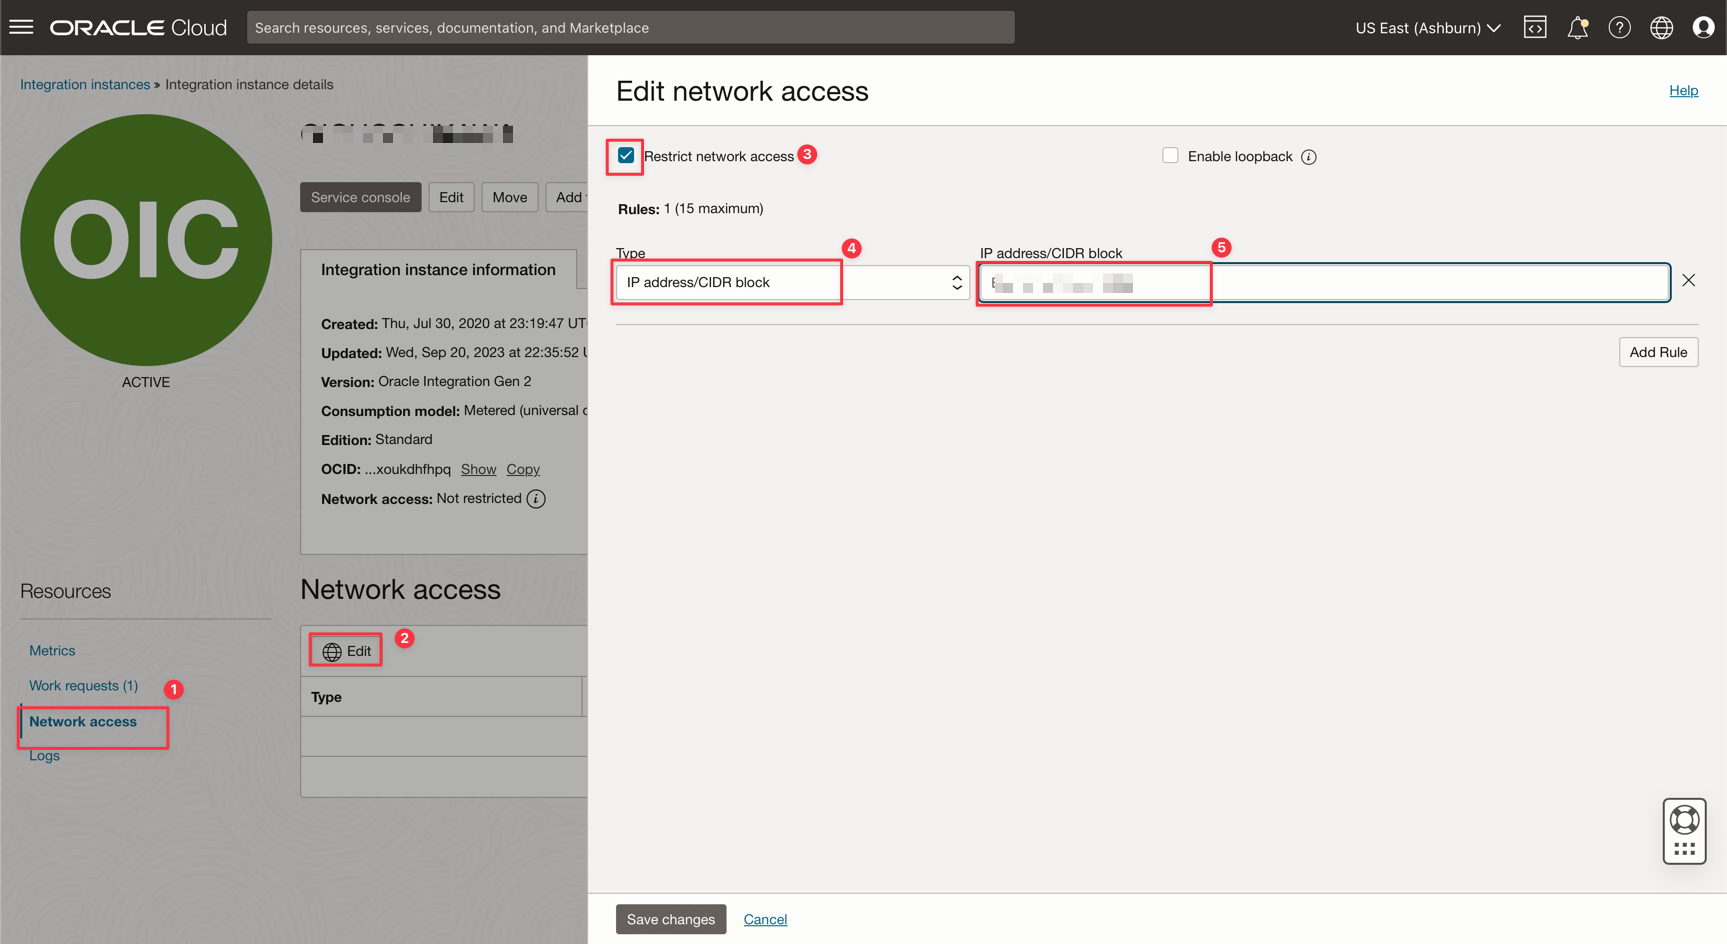 ORACLE Cloud
Search resources, services, documentation, and Marketplace
US East (Ashburn)
Integration instances » Integration instance details
OIC
ACTIVE
Service console
Edit
Move
Add
Integration instance information
Created: Thu, Jul 30, 2020 at 23:19:47 UT
Updated: Wed, Sep 20, 2023 at 22:35:52
Version: Oracle Integration Gen 2
Consumption model: Metered (universal
Edition: Standard
OCID: ...xoukdhfhpq Show Copy
Network access: Not restricted
Resources
Metrics
Work requests (1)
1
Network access
Logs
Network access
Edit
2
Type
Edit network access
Help
Restrict network access
3
Enable loopback
Rules: 1 (15 maximum)
Type
4
IP address/CIDR block
IP address/CIDR block
5
Add Rule
Save changes
Cancel